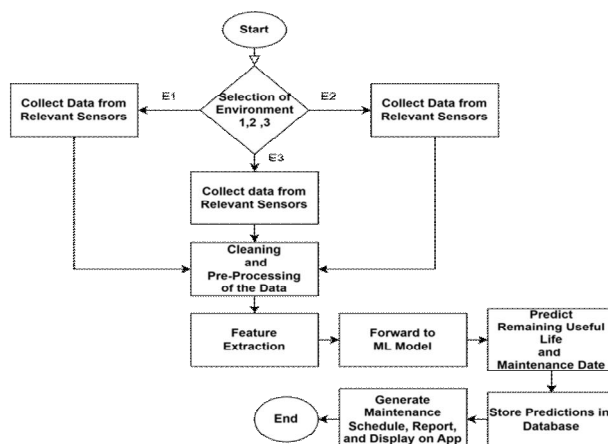 Start
E1
Selection of
Environment
1,2 ,3
E2
Collect Data from
Relevant Sensors
Collect Data from
Relevant Sensors
E3
Collect data from
Relevant Sensors
Cleaning
and
Pre-Processing
of the Data
Feature
Extraction
Forward to
ML Model
Predict
Remaining Useful
Life
and
Maintenance Date
End
Generate
Maintenance
Schedule, Report,
and Display on App
Store Predictions in
Database